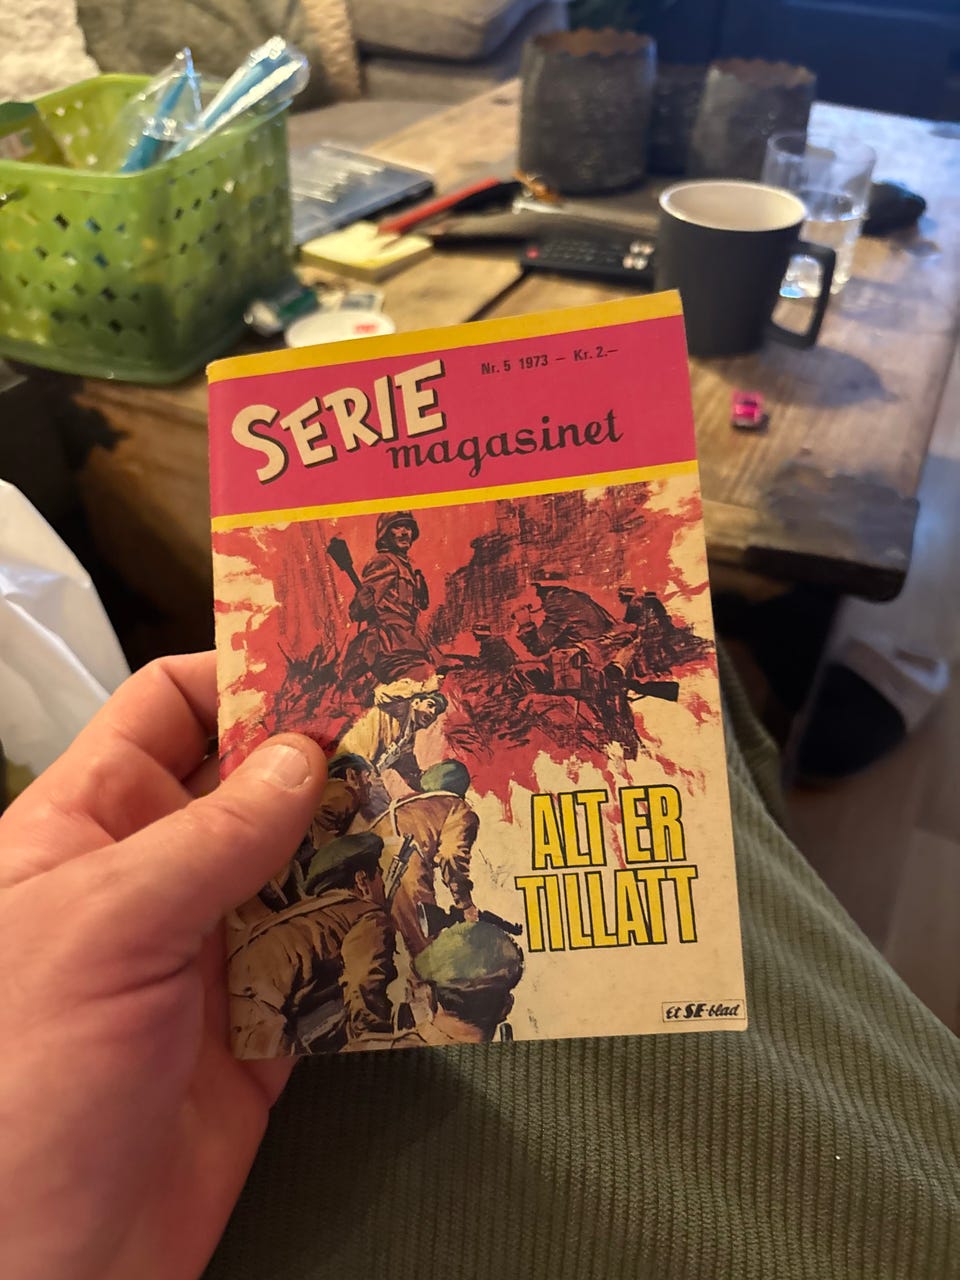 Nr. 5 1973 — Kr. 2.—
SERIE
magasinet
ALT ER
TILLATT
Et SE-blad